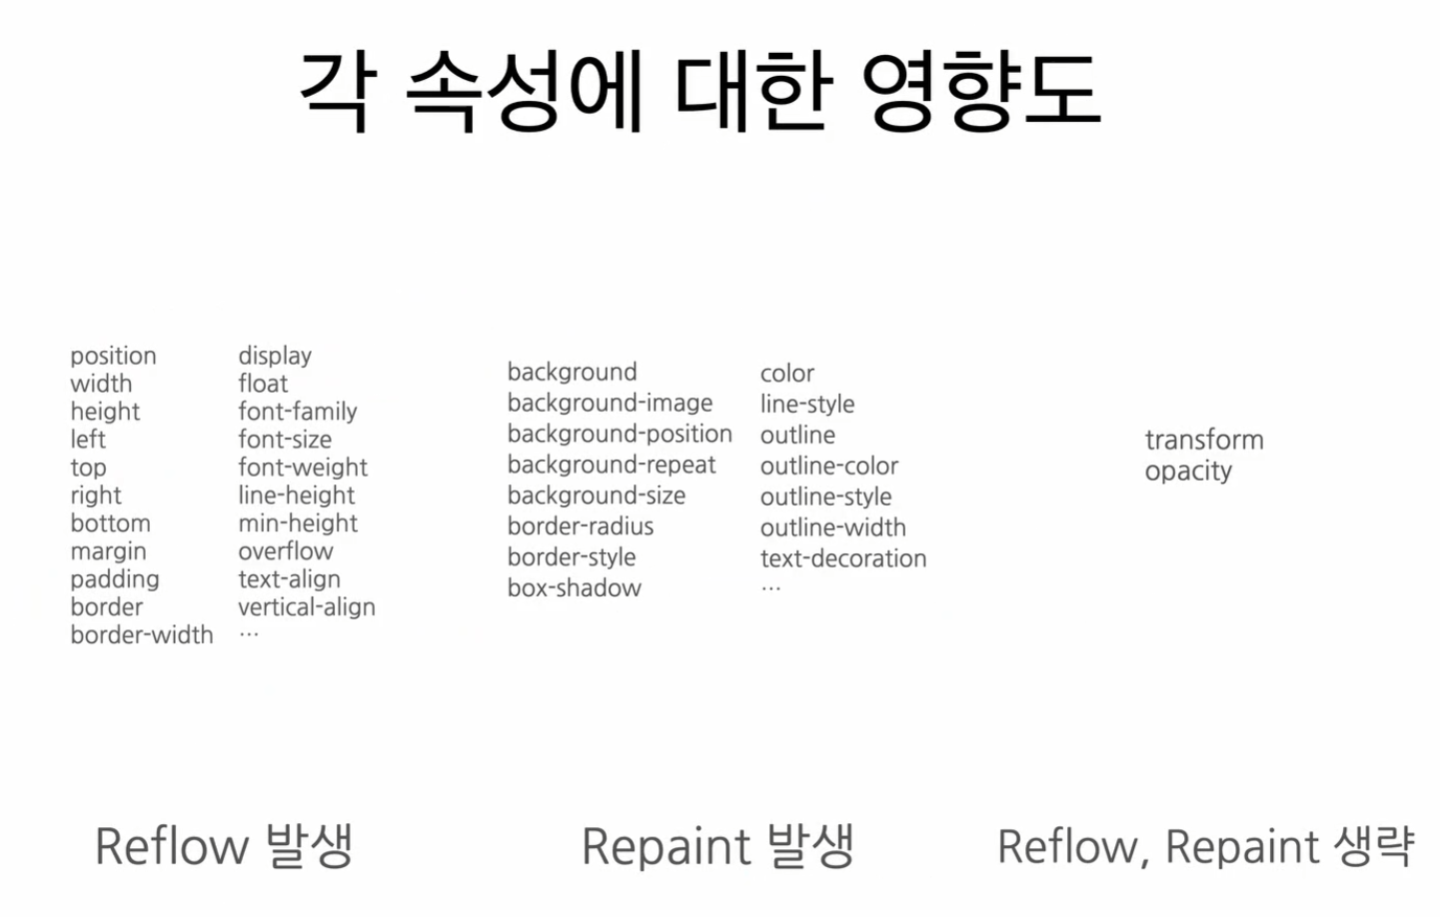 각 속성에 대한 영향도
position
width
height
left
top
right
bottom
margin
padding
border
border-width
display
float
font-family
font-size
font-weight
line-height
min-height
overflow
text-align
vertical-align
…
Reflow 발생
background
background-image
background-position
background-repeat
background-size
border-radius
border-style
box-shadow
color
line-style
outline
outline-color
outline-style
outline-width
text-decoration
…
Repaint 발생
transform
opacity
Reflow, Repaint 생략